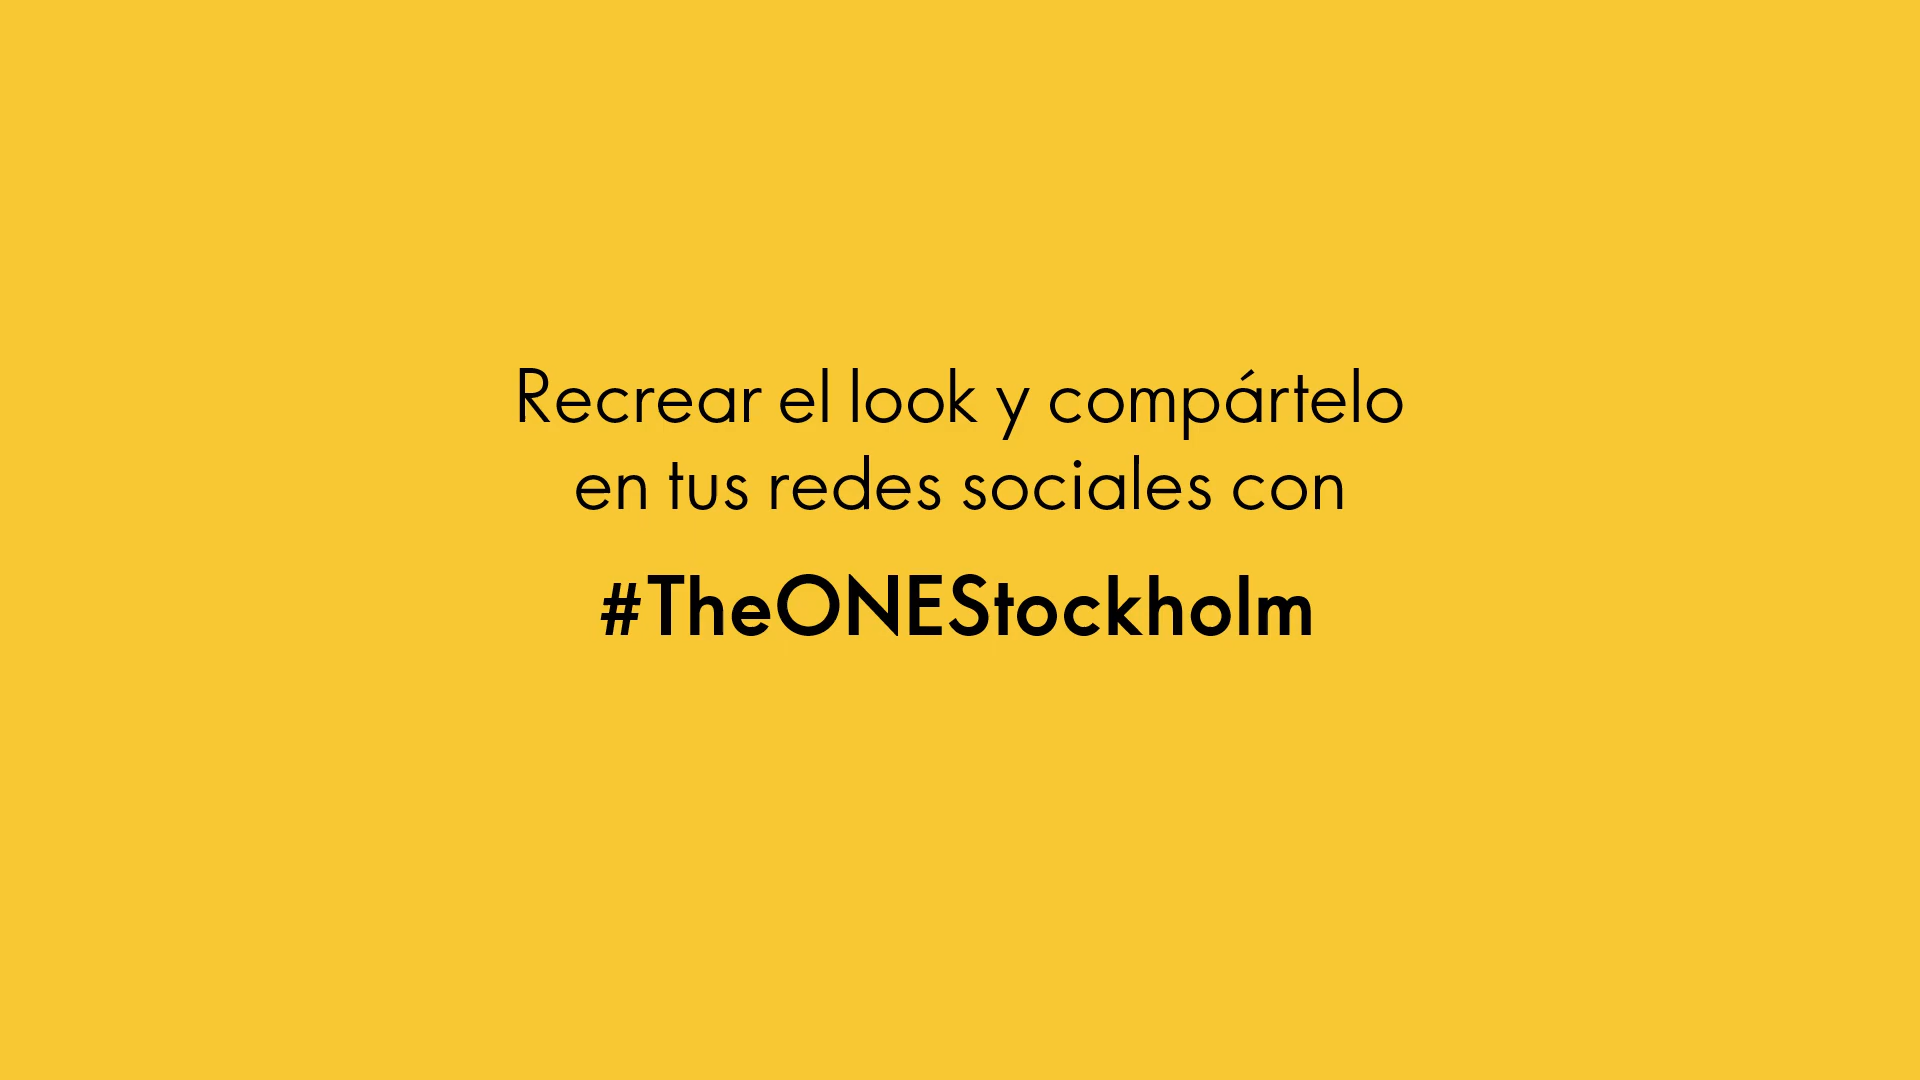 Recrear el look y compártelo
en tus redes sociales con
#TheONEStockholm